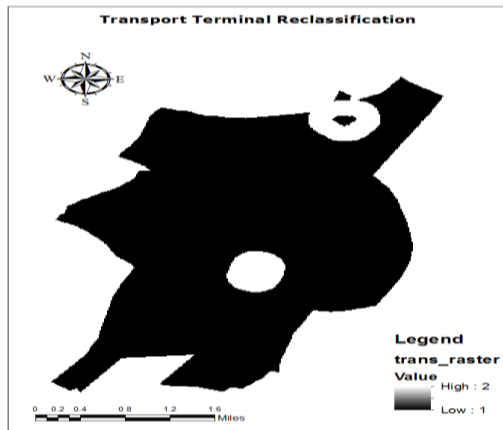 Transport Terminal Reclassification
N
W E
S
Legend
trans_raster
Value
High : 2
Low : 1
0 0.2 0.4 0.8 1.2 1.6
Miles